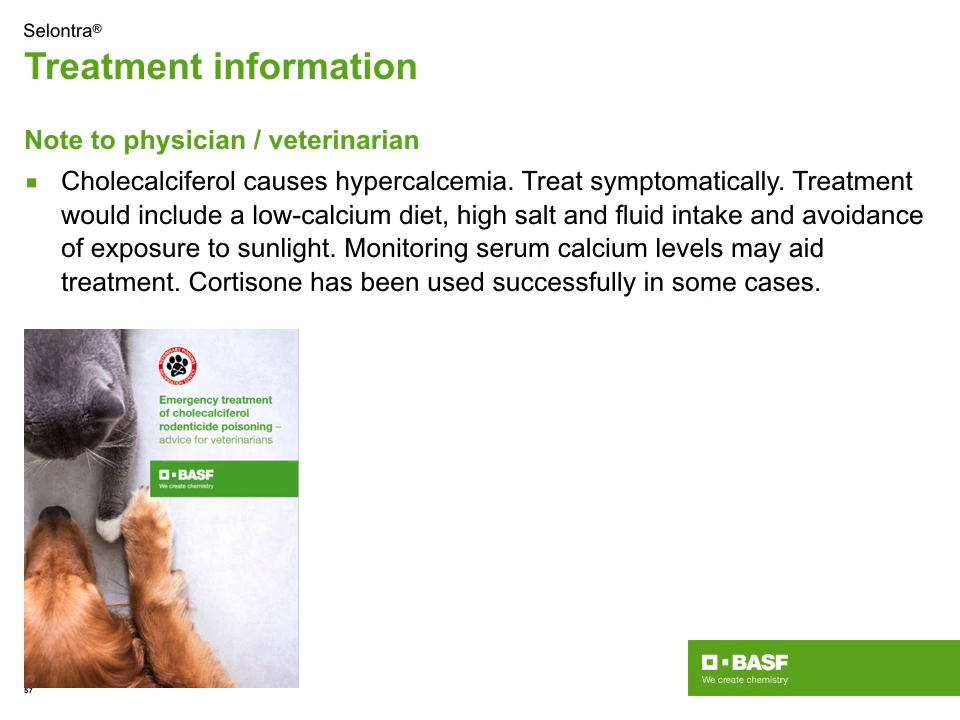 Selontra®
Treatment information
Note to physician / veterinarian
Cholecalciferol causes hypercalcemia. Treat symptomatically. Treatment
would include a low-calcium diet, high salt and fluid intake and avoidance
of exposure to sunlight. Monitoring serum calcium levels may aid
treatment. Cortisone has been used successfully in some cases.
Emergency treatment
of cholecalciferol
rodenticide poisoning –
advice for veterinarians
BASF
We create chemistry
57
BASF
We create chemistry